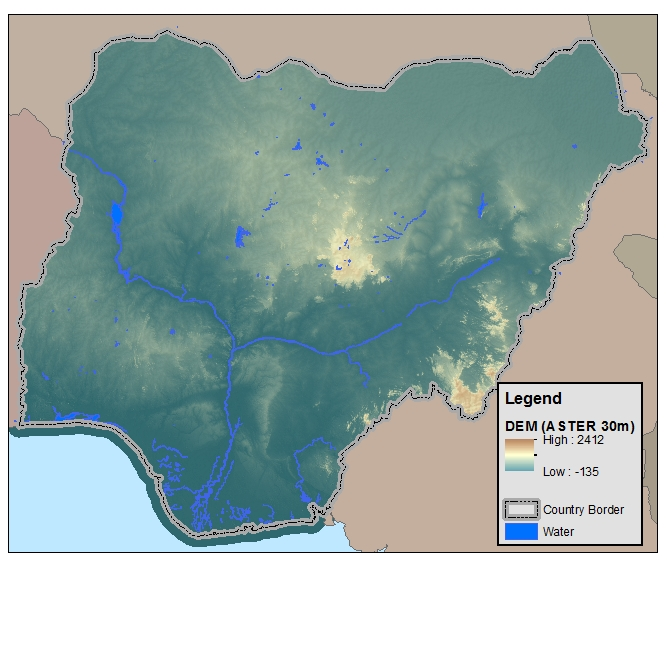 Legend
DEM (ASTER 30m)
High : 2412
Low : -135
Country Border
Water